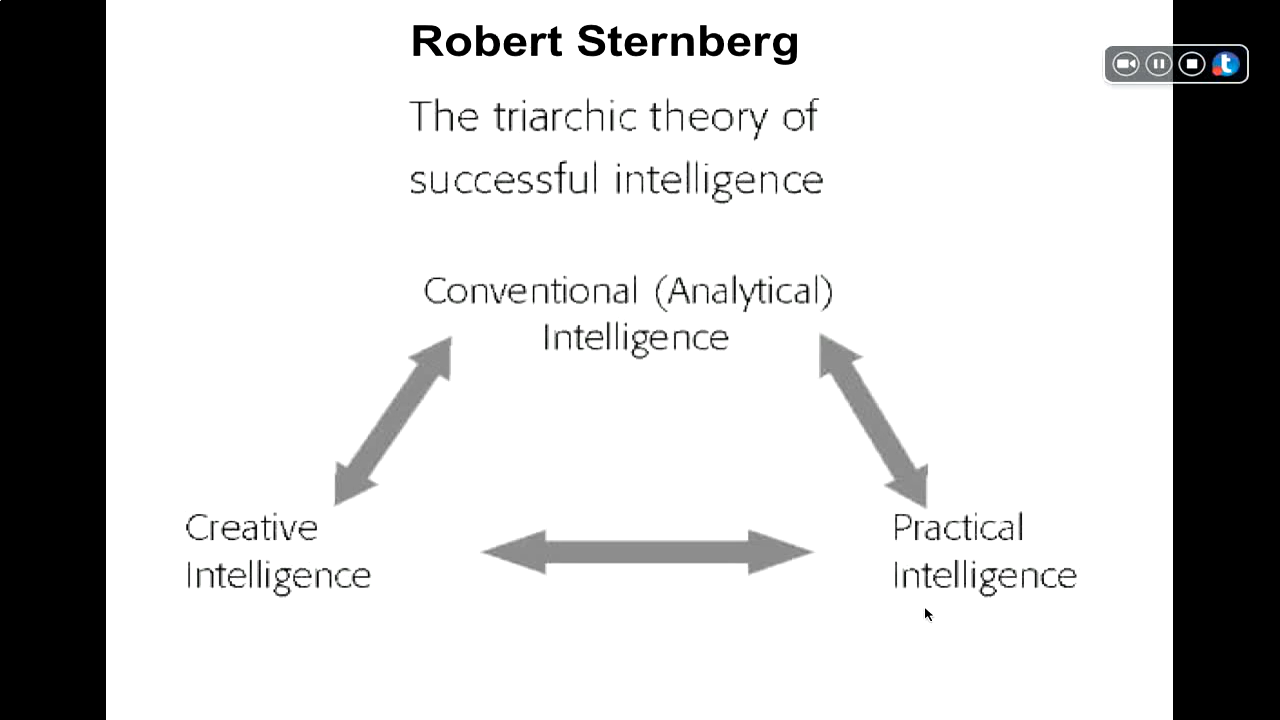 Robert Sternberg
The triarchic theory of
successful intelligence
Conventional (Analytical)
Intelligence
Creative
Intelligence
Practical
Intelligence
t